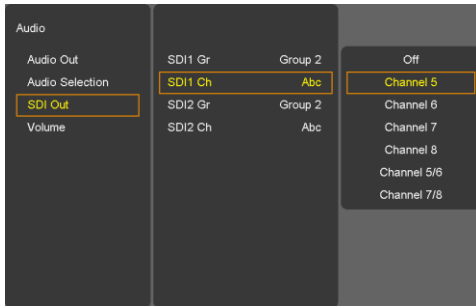 Audio
Audio Out
Audio Selection
SDI Out
Volume
SDI1 Gr Group 2
SDI1 Ch Abc
SDI2 Gr Group 2
SDI2 Ch Abc
Off
Channel 5
Channel 6
Channel 7
Channel 8
Channel 5/6
Channel 7/8